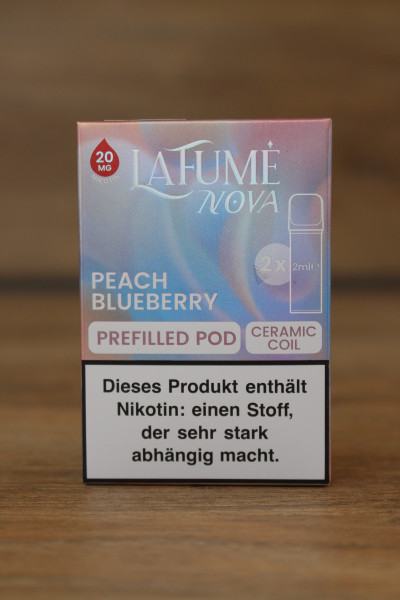 20
MG
LAFUMÉ
NOVA
2x
2ml
PEACH
BLUEBERRY
PREFILLED POD
CERAMIC
COIL
Dieses Produkt enthält
Nikotin: einen Stoff,
der sehr stark
abhängig macht.